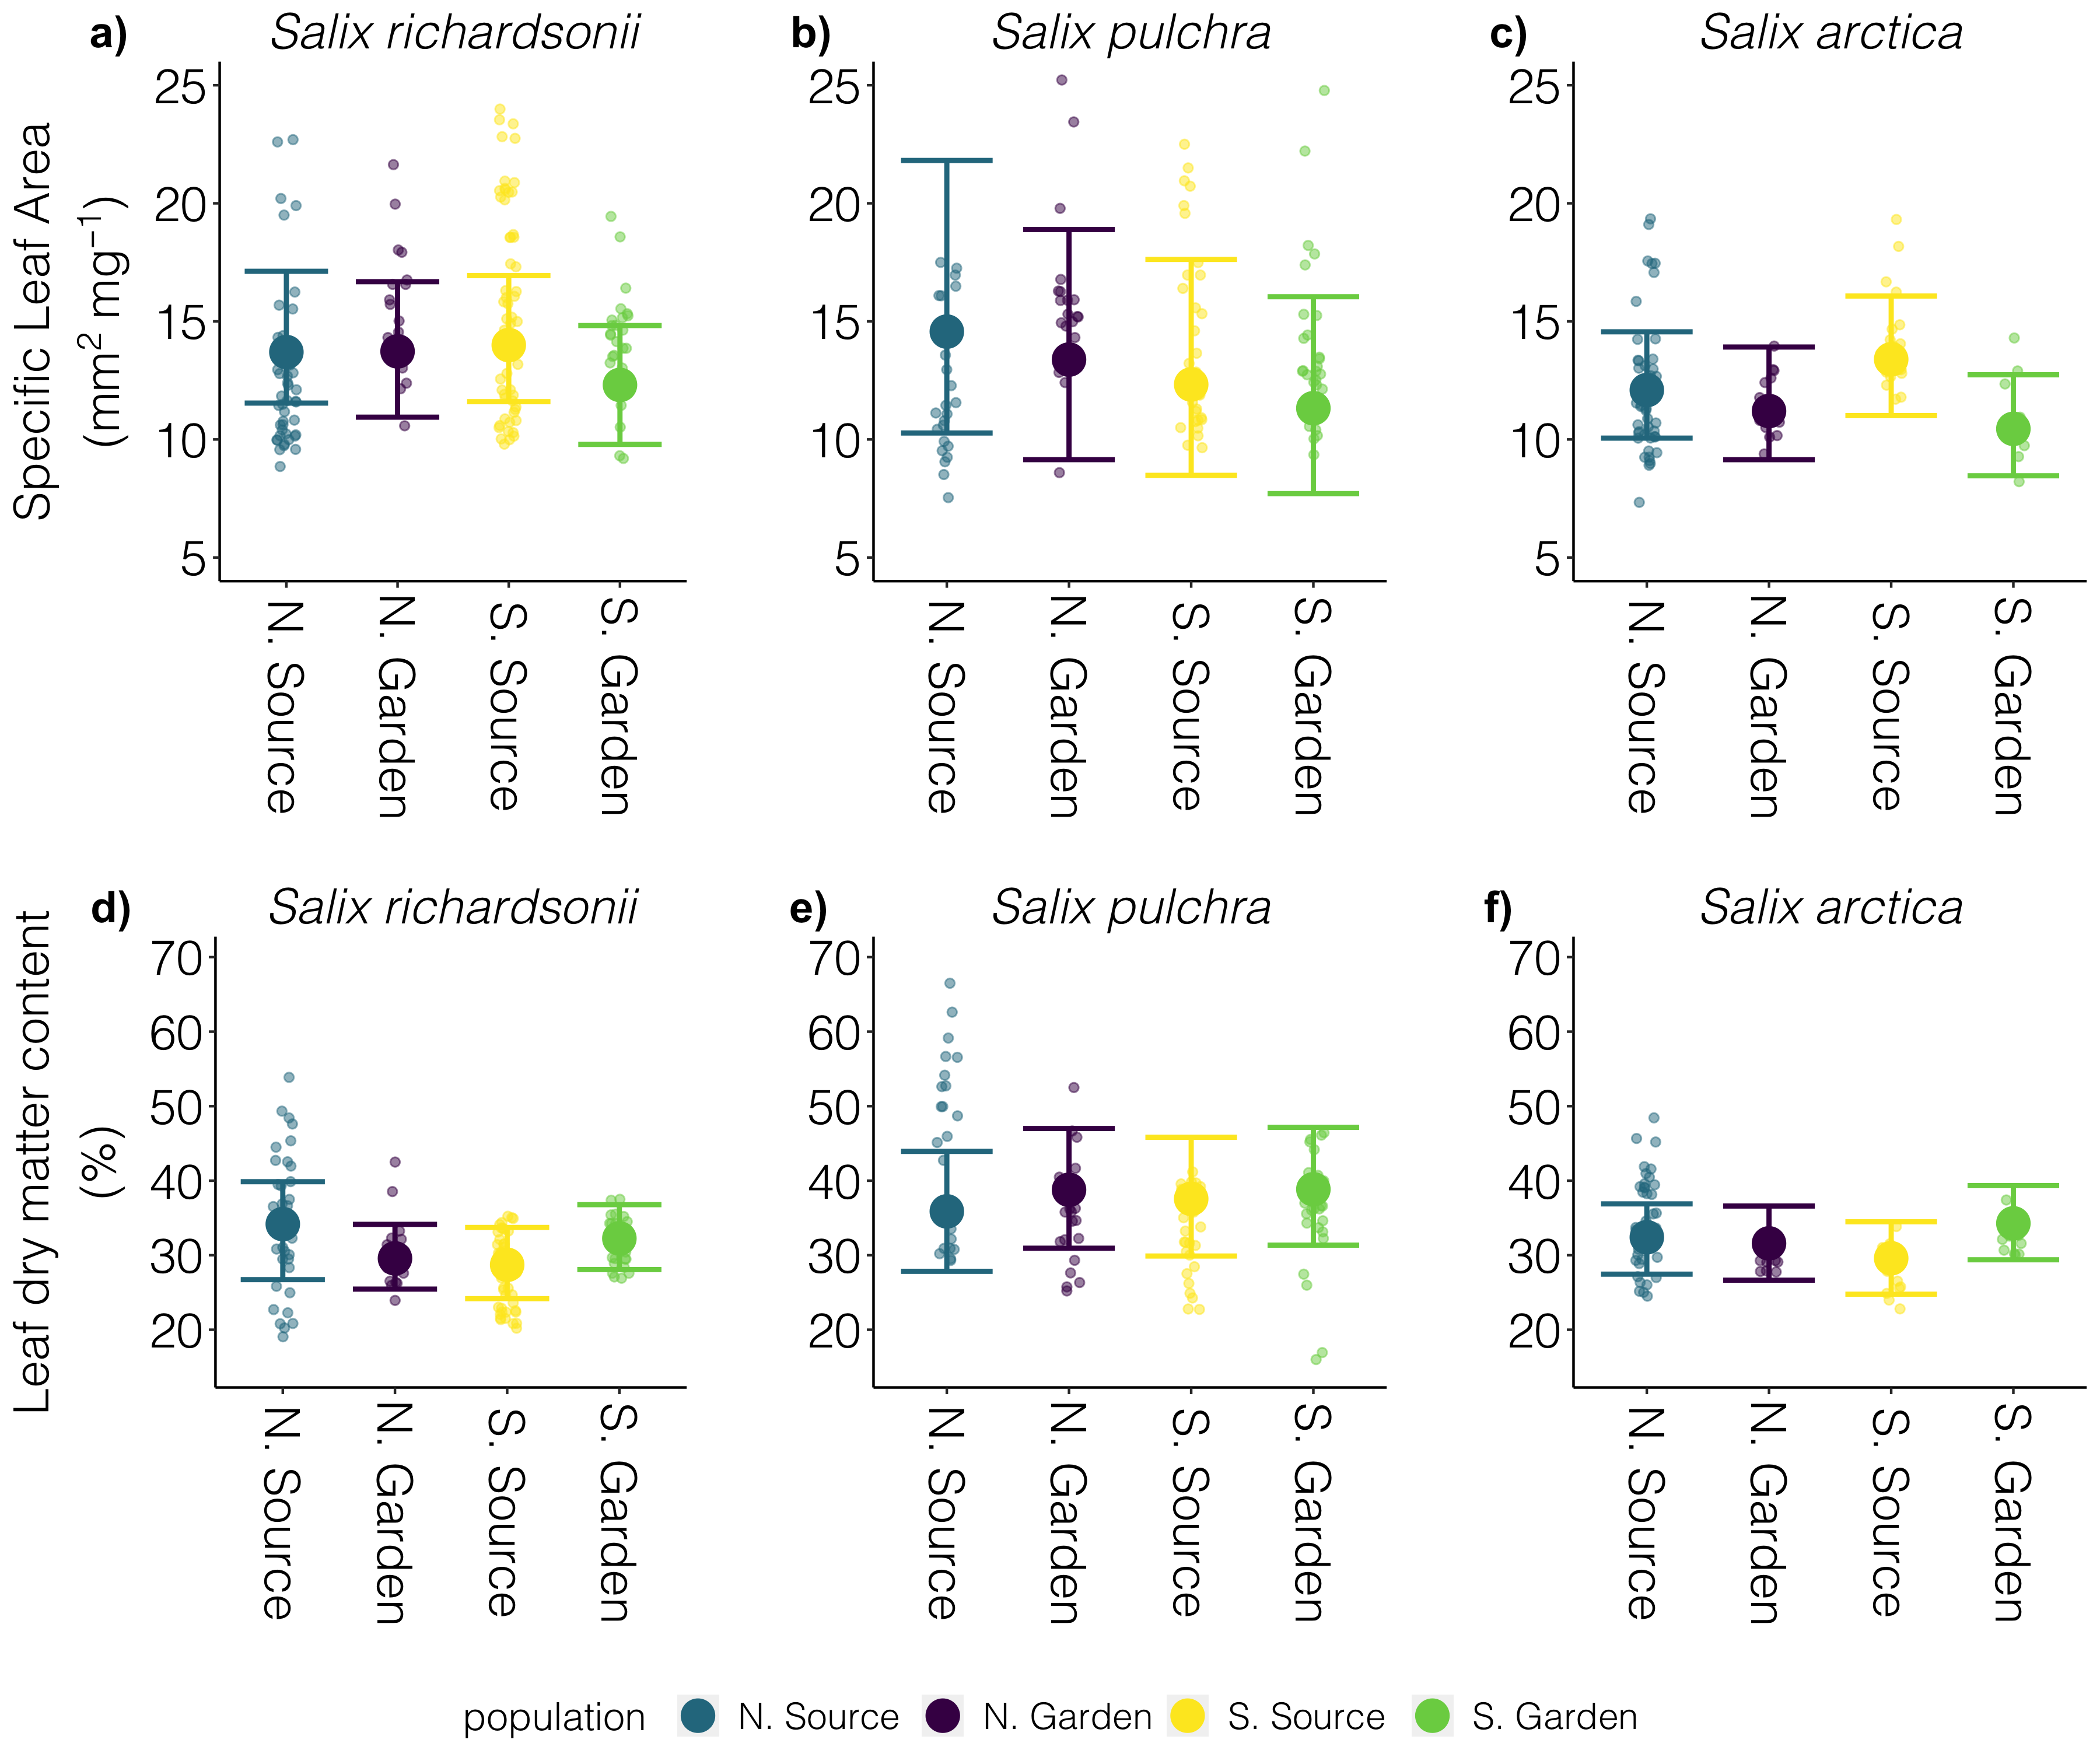 a) Salix richardsonii
b) Salix pulchra
c) Salix arctica
Specific Leaf Area
(mm² mg⁻¹)
25
20
15
10
5
N. Source
N. Garden
S. Source
S. Garden
25
20
15
10
5
N. Source
N. Garden
S. Source
S. Garden
25
20
15
10
5
N. Source
N. Garden
S. Source
S. Garden
d) Salix richardsonii
e) Salix pulchra
f) Salix arctica
Leaf dry matter content
(%)
70
60
50
40
30
20
N. Source
N. Garden
S. Source
S. Garden
70
60
50
40
30
20
N. Source
N. Garden
S. Source
S. Garden
70
60
50
40
30
20
N. Source
N. Garden
S. Source
S. Garden
population N. Source N. Garden S. Source S. Garden